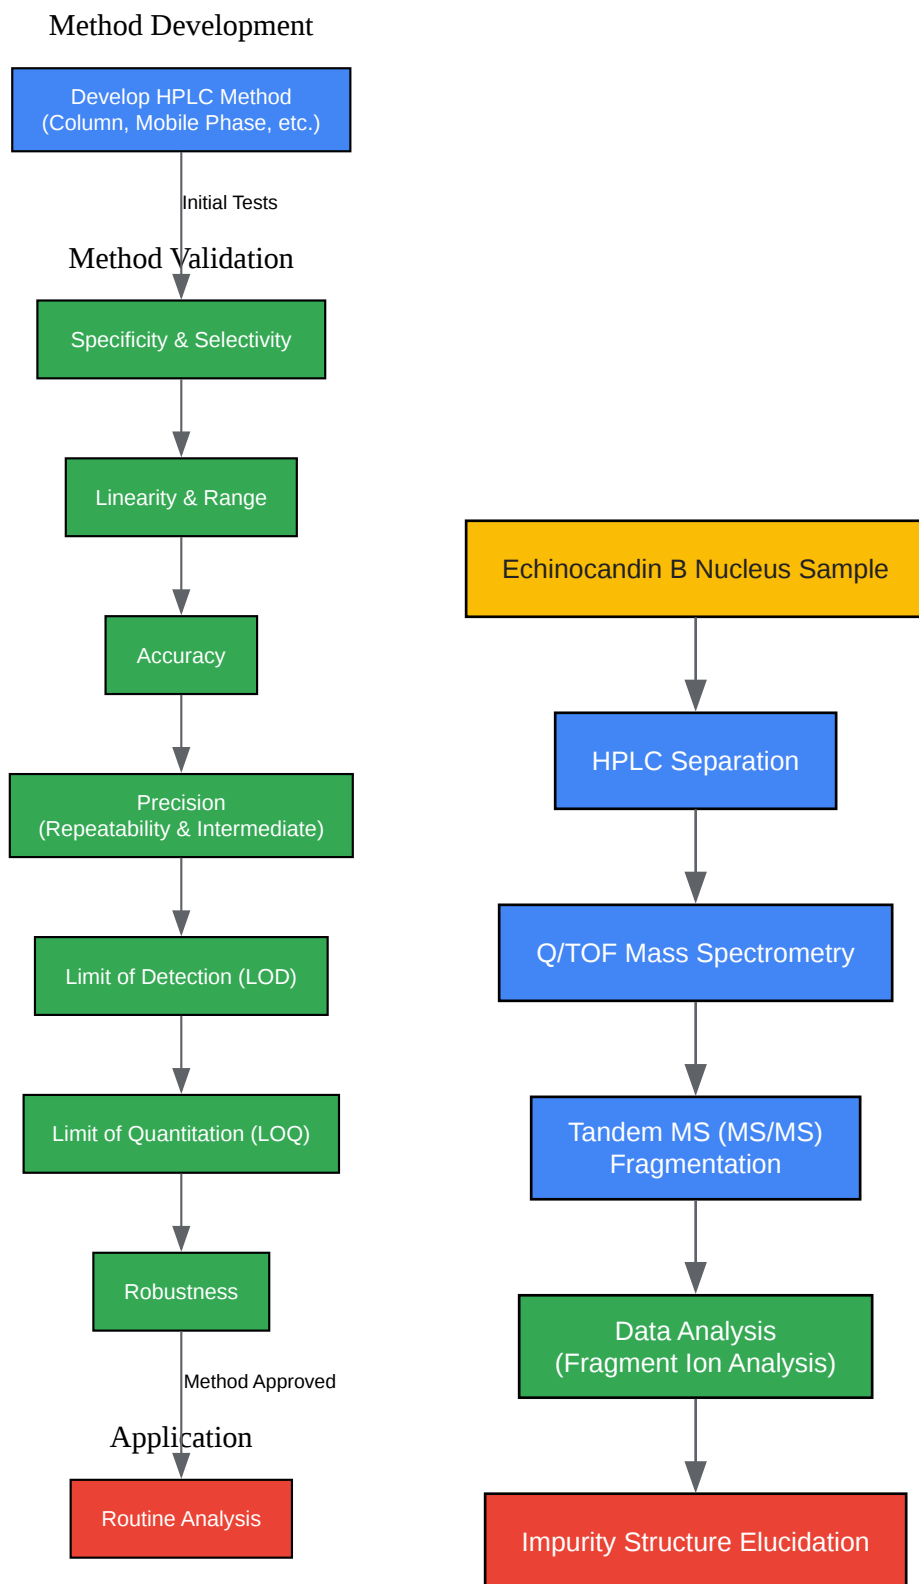 Method Development
Develop HPLC Method
(Column, Mobile Phase, etc.)
Initial Tests
Method Validation
Specificity & Selectivity
Linearity & Range
Accuracy
Precision
(Repeatability & Intermediate)
Limit of Detection (LOD)
Limit of Quantitation (LOQ)
Robustness
Method Approved
Application
Routine Analysis
Echinocandin B Nucleus Sample
HPLC Separation
Q/TOF Mass Spectrometry
Tandem MS (MS/MS)
Fragmentation
Data Analysis
(Fragment Ion Analysis)
Impurity Structure Elucidation